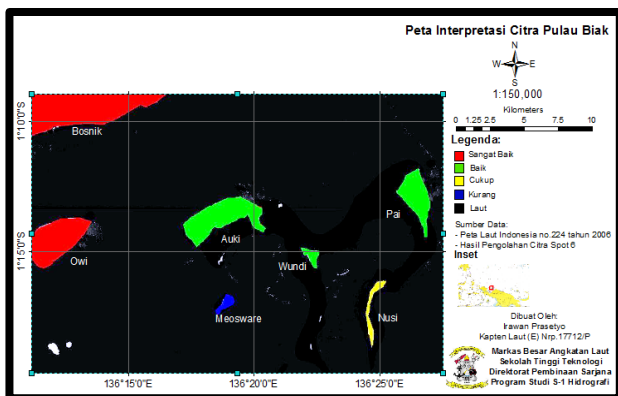 Peta Interpretasi Citra Pulau Biak
N
W E
S
1:150,000
Kilometers
0 1.25 2.5 5 7.5 10
Legenda:
Sangat Baik
Baik
Cukup
Kurang
Laut
Sumber Data:
- Peta Laut Indonesia no.224 tahun 2006
- Hasil Pengolahan Citra Spot 6
Inset
Dibuat Oleh:
Irawan Prasetyo
Kapten Laut (E) Nrp.17712/P
Markas Besar Angkatan Laut
Sekolah Tinggi Teknologi
Direktorat Pembinaan Sarjana
Program Studi S-1 Hidrografi
1°10'0"S
1°15'0"S
Bosnik
Owi
Auki
Wundi
Pai
Meosware
Nusi
136°15'0"E 136°20'0"E 136°25'0"E